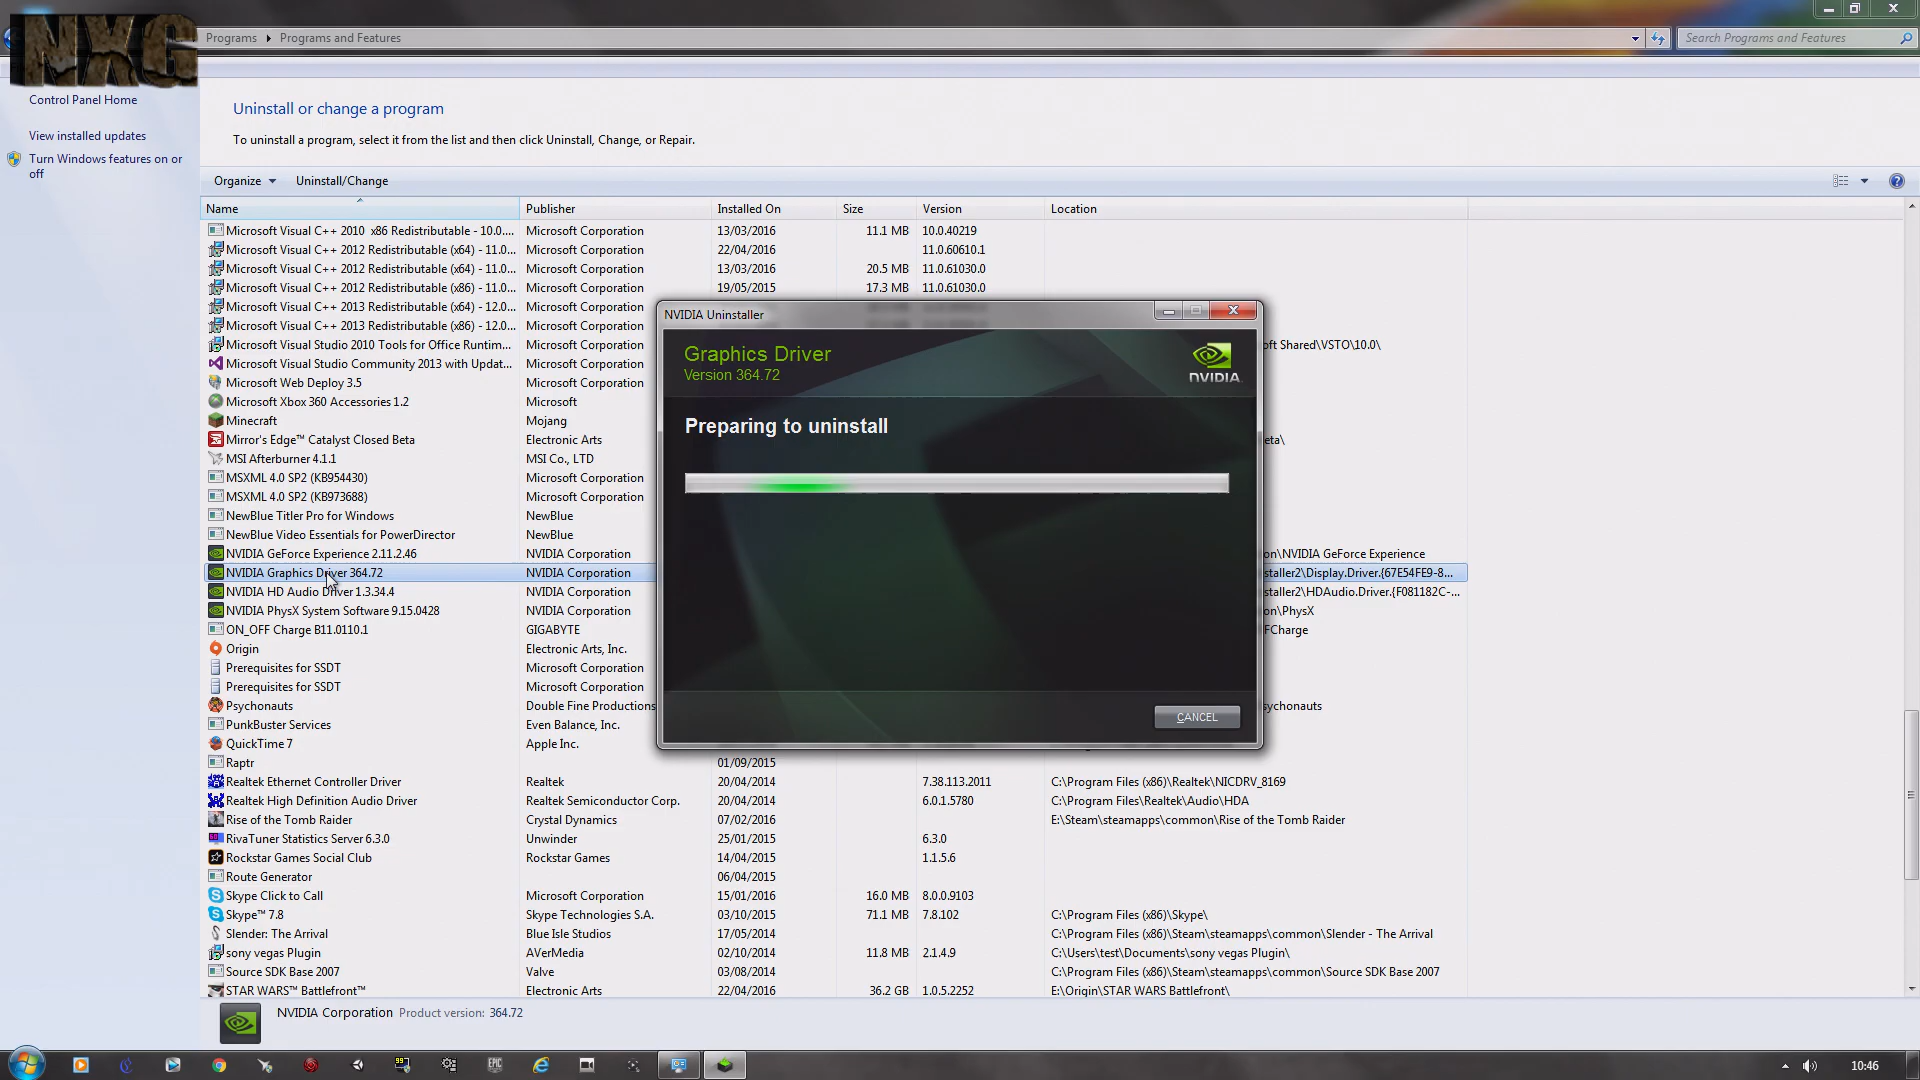 NXG
Programs ▸ Programs and Features
Search Programs and Features
Control Panel Home
View installed updates
Turn Windows features on or
off
Uninstall or change a program
To uninstall a program, select it from the list and then click Uninstall, Change, or Repair.
Organize Uninstall/Change
Name Publisher Installed On Size Version Location
Microsoft Visual C++ 2010 x86 Redistributable - 10.0.... Microsoft Corporation 13/03/2016 11.1 MB 10.0.40219
Microsoft Visual C++ 2012 Redistributable (x64) - 11.0... Microsoft Corporation 22/04/2016 11.0.60610.1
Microsoft Visual C++ 2012 Redistributable (x64) - 11.0... Microsoft Corporation 13/03/2016 20.5 MB 11.0.61030.0
Microsoft Visual C++ 2012 Redistributable (x86) - 11.0... Microsoft Corporation 19/05/2015 17.3 MB 11.0.61030.0
Microsoft Visual C++ 2013 Redistributable (x64) - 12.0... Microsoft Corporation
Microsoft Visual C++ 2013 Redistributable (x86) - 12.0... Microsoft Corporation
Microsoft Visual Studio 2010 Tools for Office Runtim... Microsoft Corporation ft Shared\VSTO\10.0\
Microsoft Visual Studio Community 2013 with Updat... Microsoft Corporation
Microsoft Web Deploy 3.5 Microsoft Corporation
Microsoft Xbox 360 Accessories 1.2 Microsoft
Minecraft Mojang
Mirror's Edge™ Catalyst Closed Beta Electronic Arts eta\
MSI Afterburner 4.1.1 MSI Co., LTD
MSXML 4.0 SP2 (KB954430) Microsoft Corporation
MSXML 4.0 SP2 (KB973688) Microsoft Corporation
NewBlue Titler Pro for Windows NewBlue
NewBlue Video Essentials for PowerDirector NewBlue
NVIDIA GeForce Experience 2.11.2.46 NVIDIA Corporation on\NVIDIA GeForce Experience
NVIDIA Graphics Driver 364.72 NVIDIA Corporation staller2\Display.Driver.{67E54FE9-8...
NVIDIA HD Audio Driver 1.3.34.4 NVIDIA Corporation staller2\HDAudio.Driver.{F081182C-...
NVIDIA PhysX System Software 9.15.0428 NVIDIA Corporation on\PhysX
ON_OFF Charge B11.0110.1 GIGABYTE FCharge
Origin Electronic Arts, Inc.
Prerequisites for SSDT Microsoft Corporation
Prerequisites for SSDT Microsoft Corporation
Psychonauts Double Fine Productions sychonauts
PunkBuster Services Even Balance, Inc.
QuickTime 7 Apple Inc.
Raptr 01/09/2015
Realtek Ethernet Controller Driver Realtek 20/04/2014 7.38.113.2011 C:\Program Files (x86)\Realtek\NICDRV_8169
Realtek High Definition Audio Driver Realtek Semiconductor Corp. 20/04/2014 6.0.1.5780 C:\Program Files\Realtek\Audio\HDA
Rise of the Tomb Raider Crystal Dynamics 07/02/2016 E:\Steam\steamapps\common\Rise of the Tomb Raider
RivaTuner Statistics Server 6.3.0 Unwinder 25/01/2015 6.3.0
Rockstar Games Social Club Rockstar Games 14/04/2015 1.1.5.6
Route Generator 06/04/2015
Skype Click to Call Microsoft Corporation 15/01/2016 16.0 MB 8.0.0.9103
Skype™ 7.8 Skype Technologies S.A. 03/10/2015 71.1 MB 7.8.102 C:\Program Files (x86)\Skype\
Slender: The Arrival Blue Isle Studios 17/05/2014 C:\Program Files (x86)\Steam\steamapps\common\Slender - The Arrival
sony vegas Plugin AVerMedia 02/10/2014 11.8 MB 2.1.4.9 C:\Users\test\Documents\sony vegas Plugin\
Source SDK Base 2007 Valve 03/08/2014 C:\Program Files (x86)\Steam\steamapps\common\Source SDK Base 2007
STAR WARS™ Battlefront™ Electronic Arts 22/04/2016 36.2 GB 1.0.5.2252 E:\Origin\STAR WARS Battlefront\
NVIDIA Uninstaller
Graphics Driver
Version 364.72
NVIDIA
Preparing to uninstall
CANCEL
NVIDIA Corporation Product version: 364.72
99
EPIC
10:46